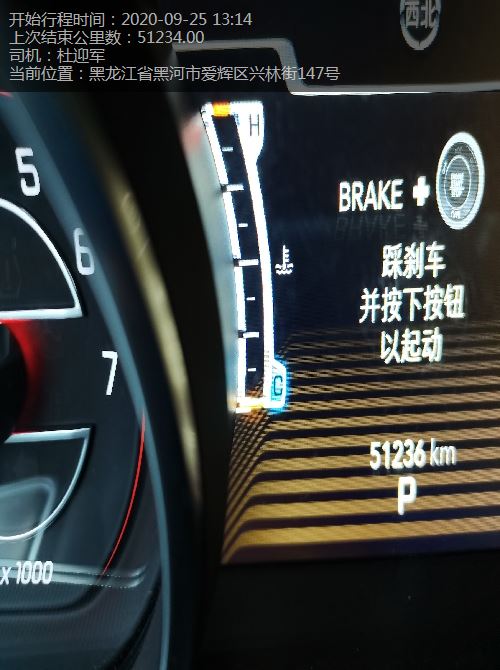 开始行程时间：2020-09-25 13:14
上次结束公里数：51234.00
司机：杜迎军
当前位置：黑龙江省黑河市爱辉区兴林街147号
西北
H
5
BRAKE +
6
踩刹车
并按下按钮
以起动
7
C
51236 km
P
x 1000